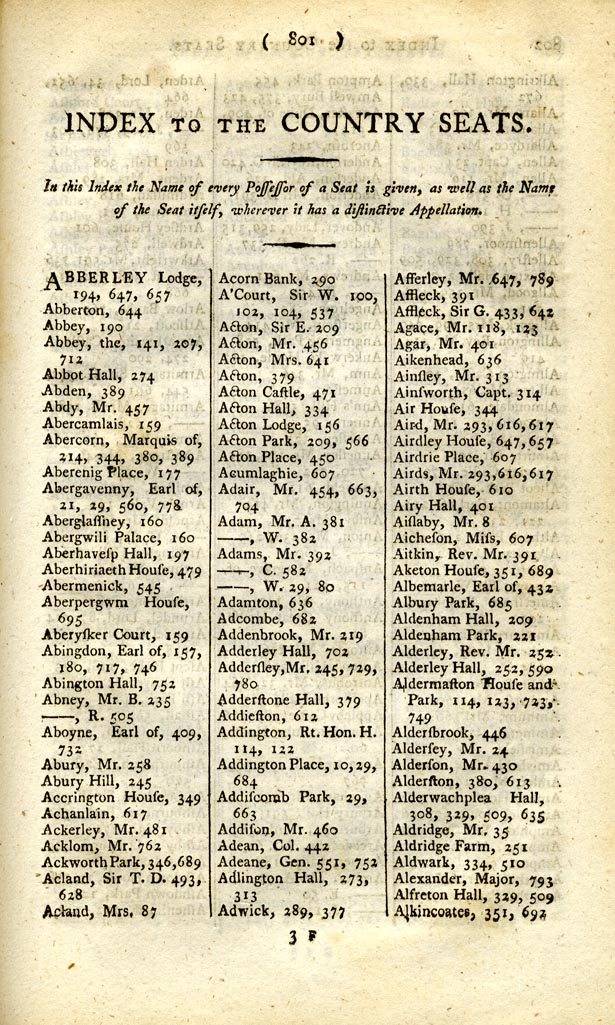 ( 801 )
INDEX TO THE COUNTRY SEATS.
In this Index the Name of every Poſſeſſor of a Seat is given, as well as the Name
of the Seat itſelf, wherever it has a diſtinctive Appellation.
ABBERLEY Lodge,
194, 647, 657
Abberton, 644
Abbey, 190
Abbey, the, 141, 207,
712
Abbot Hall, 274
Abden, 389
Abdy, Mr. 457
Abercamlais, 159
Abercorn, Marquis of,
214, 344, 380, 389
Aberenig Place, 177
Abergavenny, Earl of,
21, 29, 560, 778
Aberglaſſney, 160
Abergwili Palace, 160
Aberhaveſp Hall, 197
Aberhiriaeth Houſe, 479
Abermenick, 545
Aberpergwm Houſe,
695
Aberyſker Court, 159
Abingdon, Earl of, 157,
180, 717, 746
Abington Hall, 752
Abney, Mr. B. 235
——, R. 505
Aboyne, Earl of, 409,
732
Abury, Mr. 258
Abury Hill, 245
Accrington Houſe, 349
Achanlain, 617
Ackerley, Mr. 481
Acklom, Mr. 762
Ackworth Park, 346,689
Acland, Sir T. D. 493,
628
Acland, Mrs. 87
Acorn Bank, 290
A'Court, Sir W. 100,
102, 104, 537
Acton, Sir E. 209
Acton, Mr. 456
Acton, Mrs. 641
Acton, 379
Acton Caſtle, 471
Acton Hall, 334
Acton Lodge, 156
Acton Park, 209, 566
Acton Place, 450
Acumlaghie, 607
Adair, Mr. 454, 663,
704
Adam, Mr. A. 381
——, W. 382
Adams, Mr. 392
——, C. 582
——, W. 29, 80
Adamton, 636
Adcombe, 682
Addenbrook, Mr. 219
Adderley Hall, 702
Adderſley, Mr. 245, 729,
780
Adderſtone Hall, 379
Addieſton, 612
Addington, Rt. Hon. H.
114, 122
Addington Place, 10,29,
684
Addiſcomb Park, 29,
663
Addiſon, Mr. 460
Adean, Col. 442
Adeane, Gen. 551, 752
Adlington Hall, 273,
313
Adwick, 289, 377
Afferley, Mr. 647, 789
Affleck, 391
Affleck, Sir G. 433, 642
Agace, Mr. 118, 123
Agar, Mr. 401
Aikenhead, 636
Ainſley, Mr. 313
Ainſworth, Capt. 314
Air Houſe, 344
Aird, Mr. 293, 616,617
Airdley Houſe, 647,657
Airdrie Place, 607
Airds, Mr. 293,616,617
Airth Houſe, 610
Airy Hall, 401
Aiſlaby, Mr. 8
Aicheſon, Miſs, 607
Aitkin, Rev. Mr. 391
Aketon Houſe, 351, 689
Albemarle, Earl of, 432
Albury Park, 685
Aldenham Hall, 209
Aldenham Park, 221
Alderley, Rev. Mr. 252
Alderley Hall, 252, 590
Aldermaſton Houſe and
Park, 114, 123, 723,
749
Alderſbrook, 446
Alderſey, Mr. 24
Alderſon, Mr. 430
Alderſton, 380, 613
Alderwachplea Hall,
308, 329, 509, 635
Aldridge, Mr. 35
Aldridge Farm, 251
Aldwark, 334, 510
Alexander, Major, 793
Alfreton Hall, 329, 509
Alkincoates, 351, 692
3 F